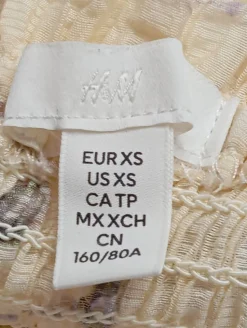 H&M
EUR XS
US XS
CA TP
MX XCH
CN
160/80A